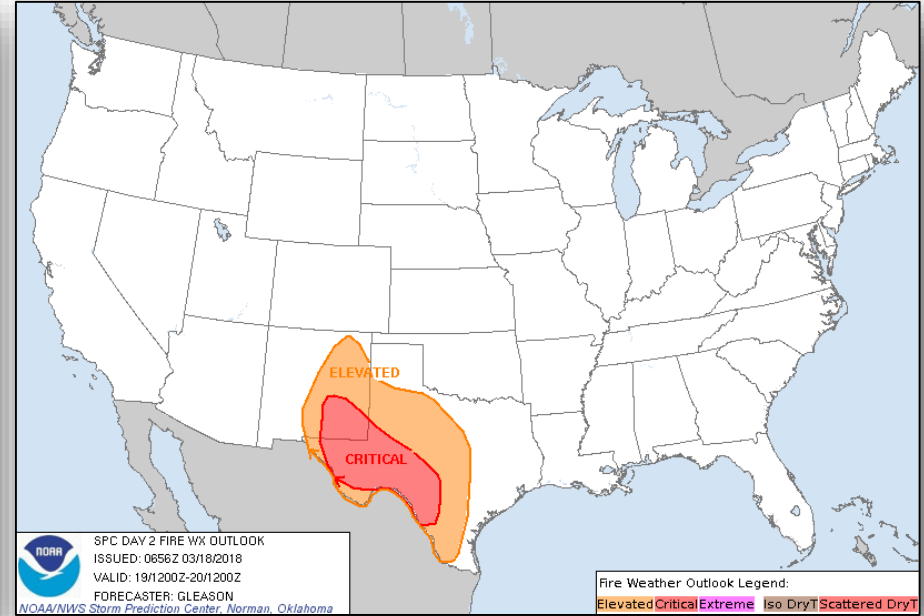 ELEVATED
CRITICAL
NOAA
SPC DAY 2 FIRE WX OUTLOOK
ISSUED: 0656Z 03/18/2018
VALID: 19/1200Z-20/1200Z
FORECASTER: GLEASON
NOAA/NWS Storm Prediction Center, Norman, Oklahoma
Fire Weather Outlook Legend:
Elevated Critical Extreme Iso DryT Scattered DryT